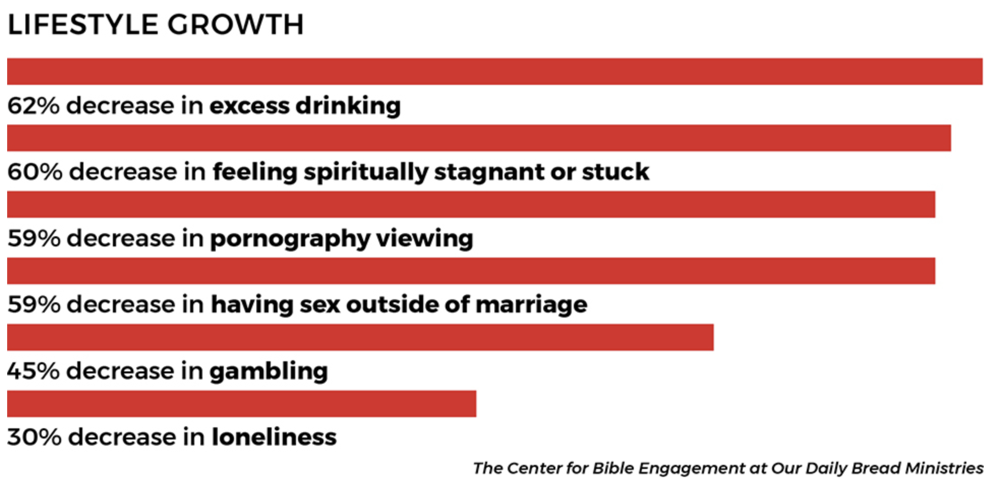 LIFESTYLE GROWTH
62% decrease in excess drinking
60% decrease in feeling spiritually stagnant or stuck
59% decrease in pornography viewing
59% decrease in having sex outside of marriage
45% decrease in gambling
30% decrease in loneliness
The Center for Bible Engagement at Our Daily Bread Ministries